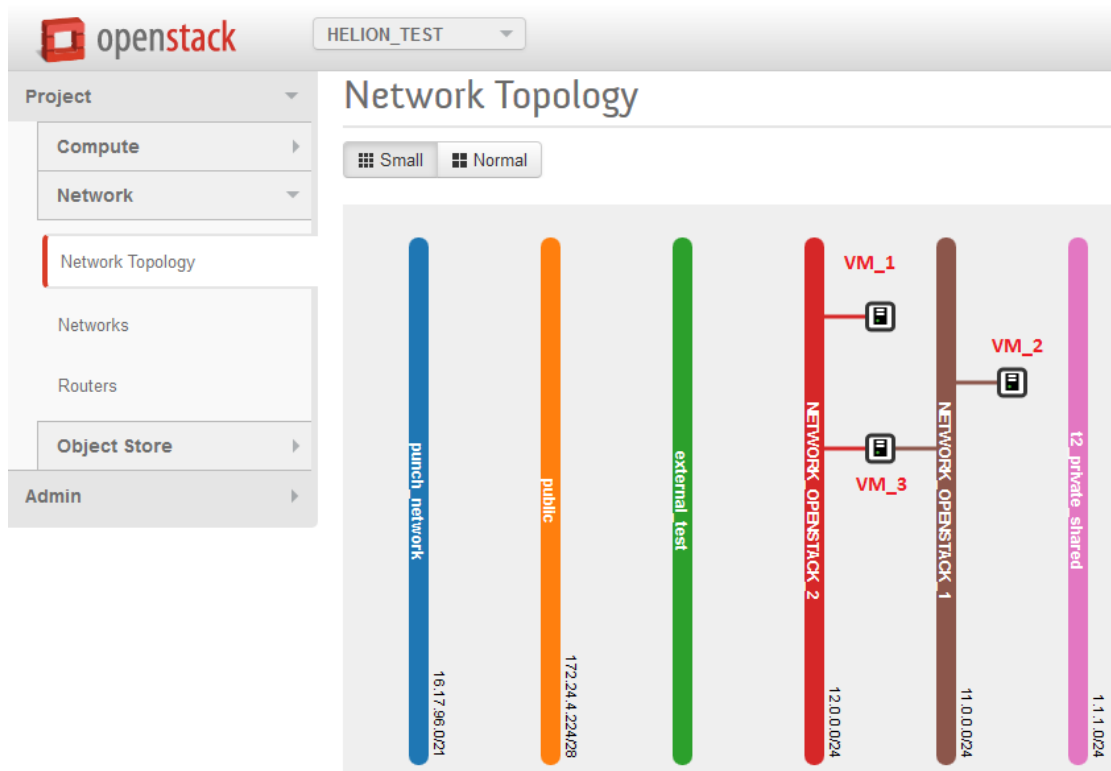 openstack
HELION_TEST
Project
Compute
Network
Network Topology
Networks
Routers
Object Store
Admin
Network Topology
Small
Normal
punch_network
16.17.96.0/21
public
172.24.4.224/28
external_test
NETWORK_OPENSTACK_2
12.0.0.0/24
VM_1
VM_3
NETWORK_OPENSTACK_1
11.0.0.0/24
VM_2
t2_private_shared
1.1.1.0/24